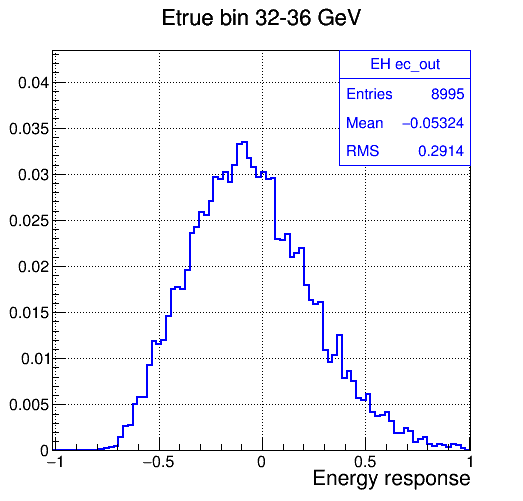 Etrue bin 32-36 GeV
EH ec_out
Entries 8995
Mean −0.05324
RMS 0.2914
0.04
0.035
0.03
0.025
0.02
0.015
0.01
0.005
0
−1 −0.5 0 0.5 1
Energy response